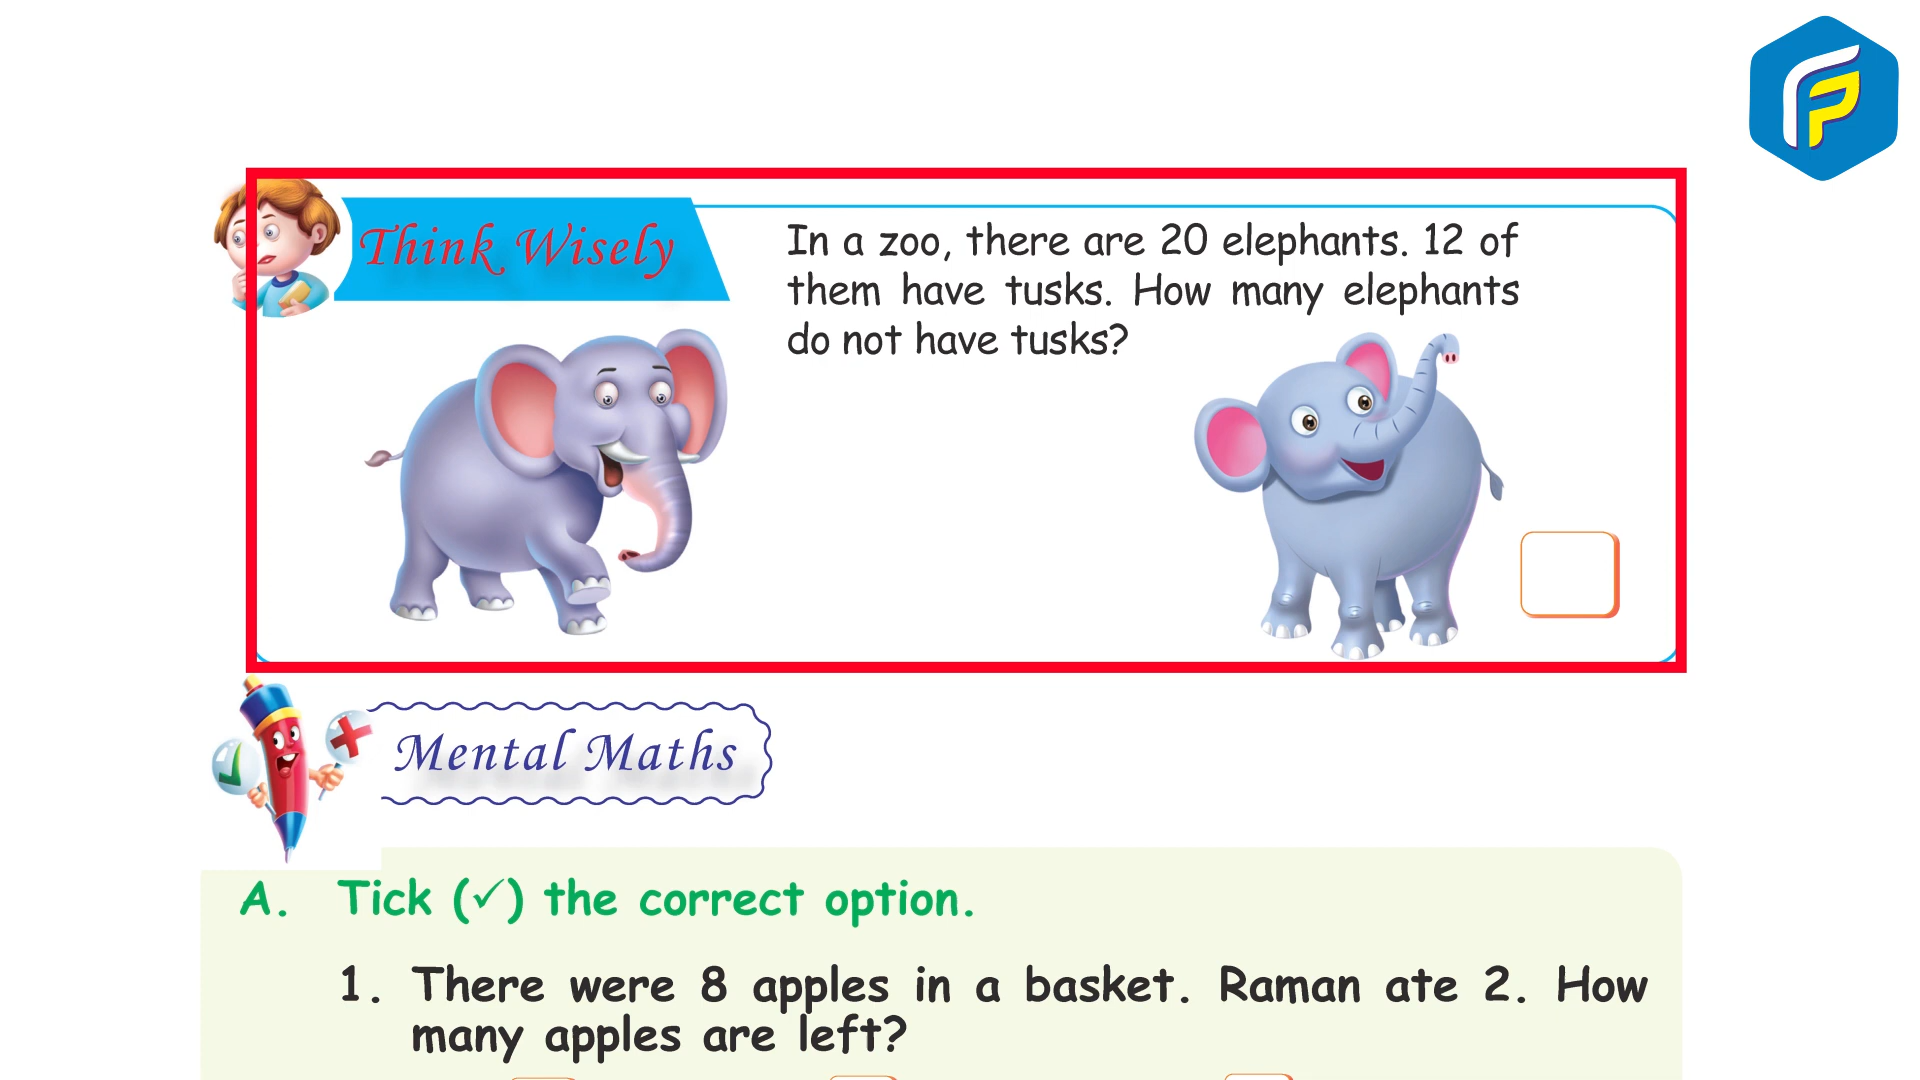 Think Wisely
In a zoo, there are 20 elephants. 12 of
them have tusks. How many elephants
do not have tusks?
Mental Maths
A. Tick (✓) the correct option.
1. There were 8 apples in a basket. Raman ate 2. How
many apples are left?